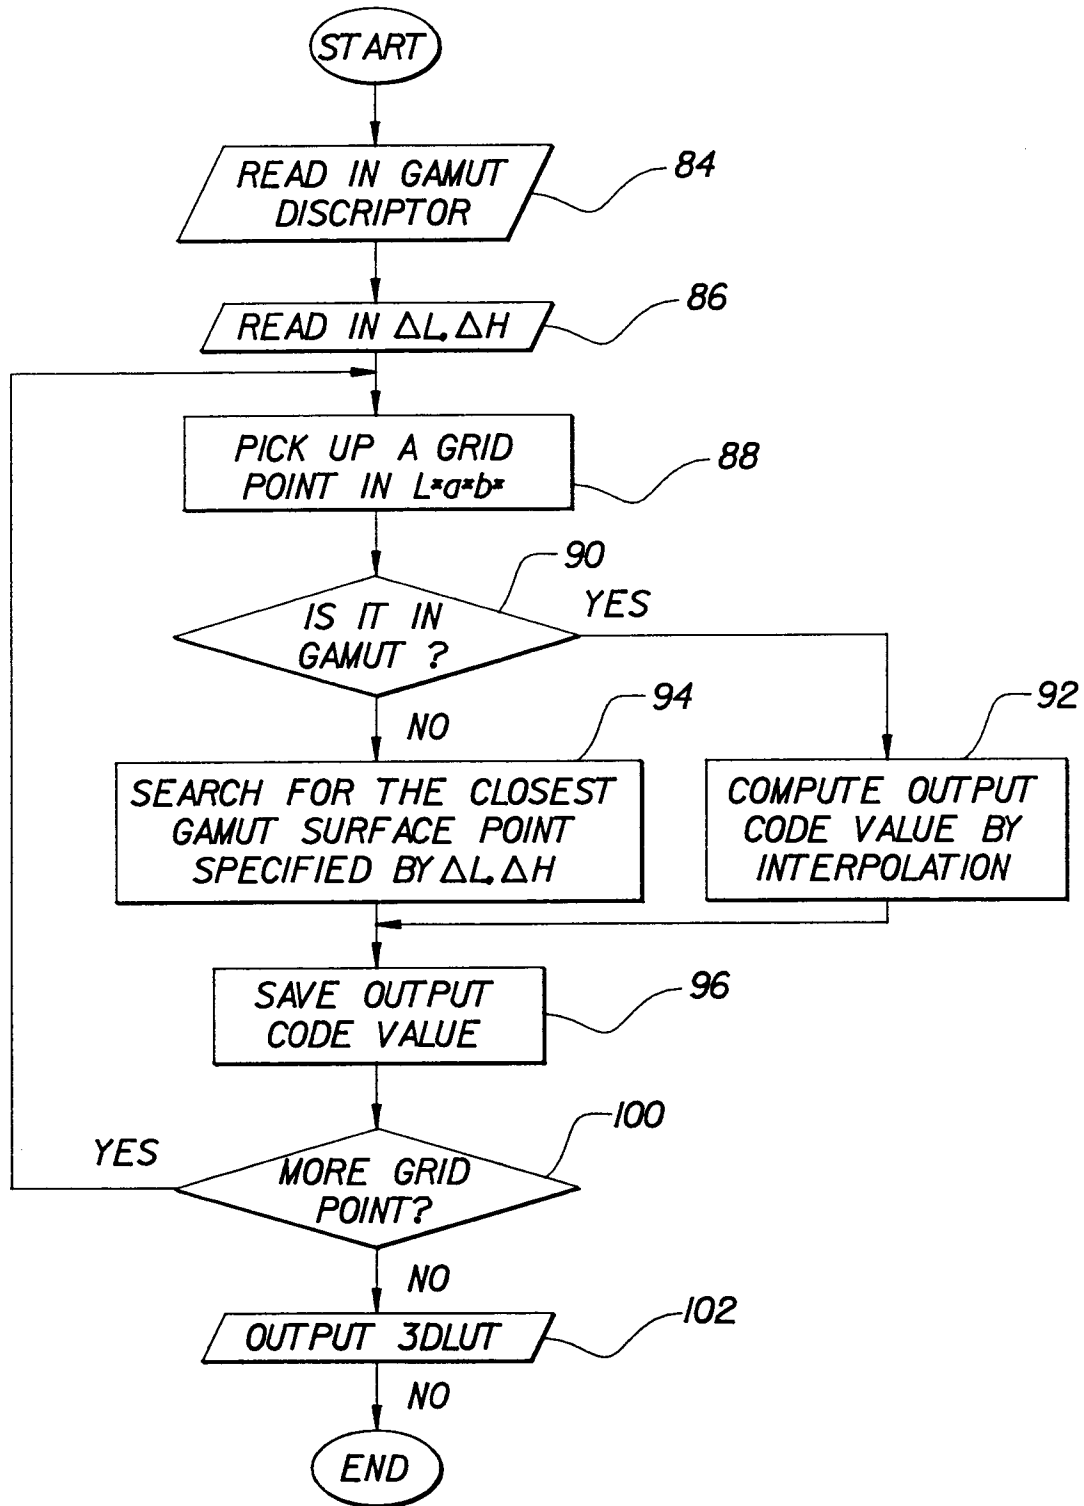 START
READ IN GAMUT
DISCRIPTOR
84
READ IN ΔL, ΔH
86
PICK UP A GRID
POINT IN L*a*b*
88
90
IS IT IN
GAMUT ?
YES
NO
94
92
SEARCH FOR THE CLOSEST
GAMUT SURFACE POINT
SPECIFIED BY ΔL, ΔH
COMPUTE OUTPUT
CODE VALUE BY
INTERPOLATION
SAVE OUTPUT
CODE VALUE
96
100
YES
MORE GRID
POINT?
NO
OUTPUT 3DLUT
102
NO
END